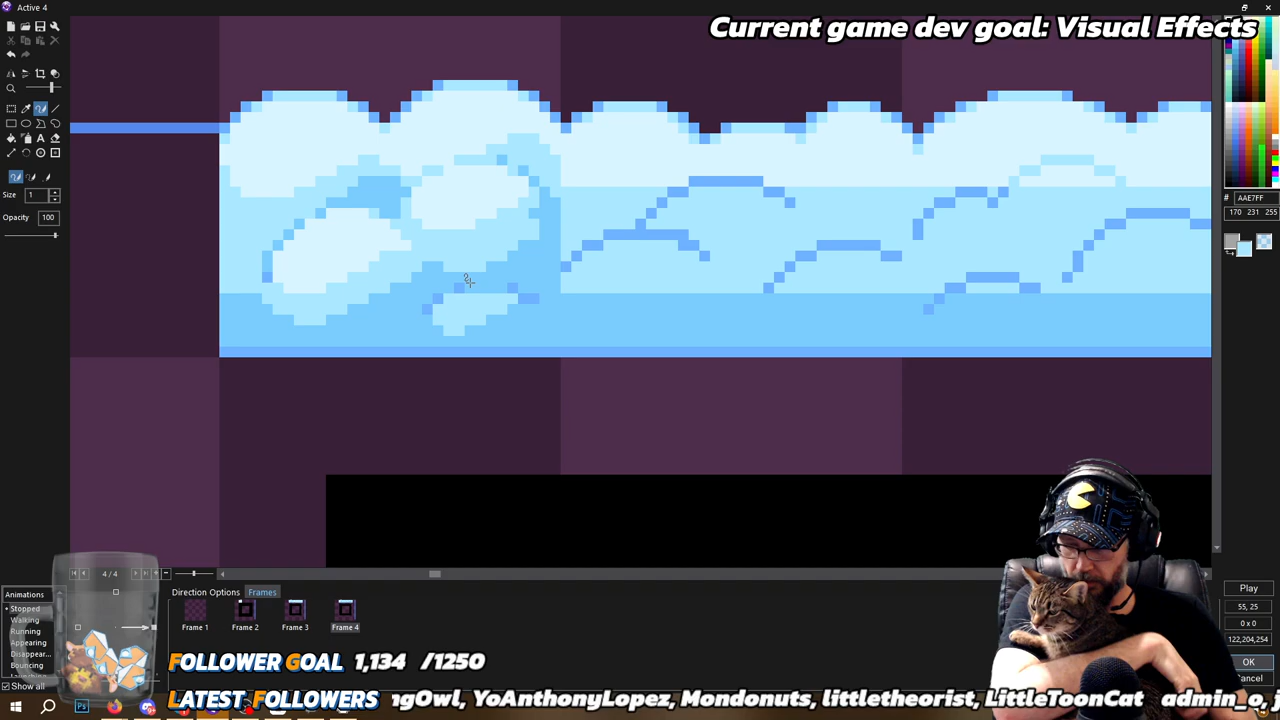 Active 4
Current game dev goal: Visual Effects
Size
1
Opacity
100
#
AAE7FF
170 231 255
4/4
Direction Options
Frames
Animations
Stopped
Walking
Running
Appearing
Disappear...
Bouncing
Show all
Frame 1
Frame 2
Frame 3
Frame 4
Play
55, 25
0 x 0
122,204,254
OK
Cancel
FOLLOWER GOAL 1,134 /1250
LATEST FOLLOWERS ngOwl, YoAnthonyLopez, Mondonuts, littletheorist, LittleToonCat admin_o, j